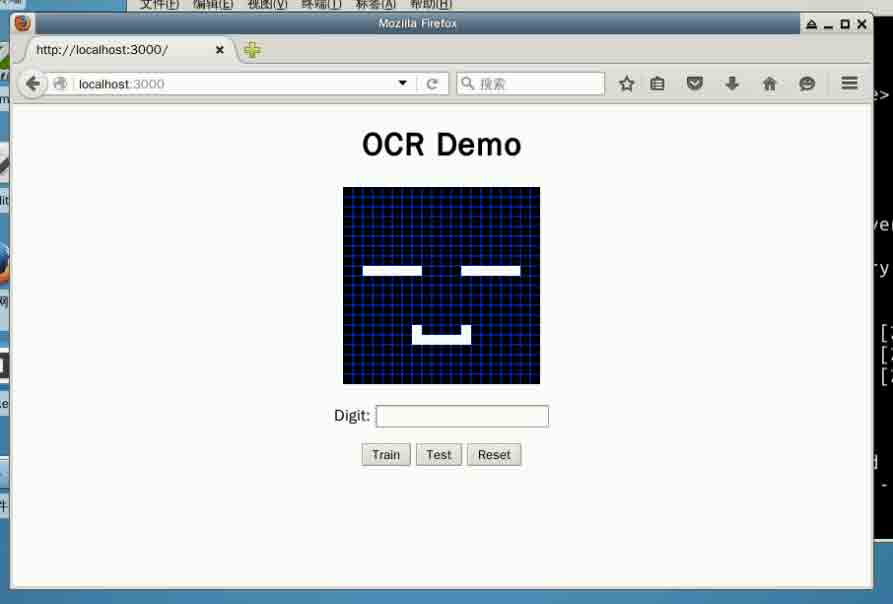 文件(F) 编辑(E) 视图(V) 终端(T) 标签(A) 帮助(H)
Mozilla Firefox
http://localhost:3000/
localhost:3000
搜索
OCR Demo
Digit:
Train Test Reset